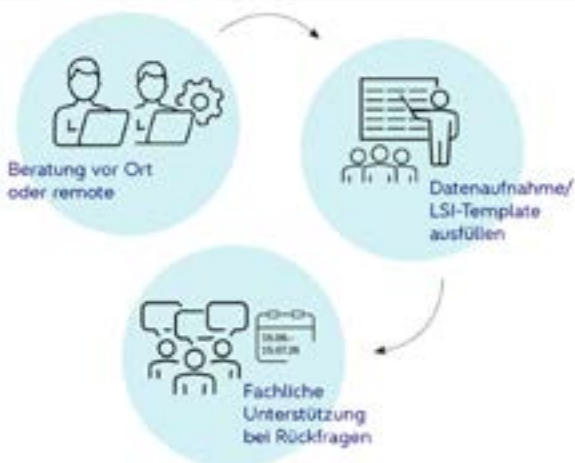 Beratung vor Ort
oder remote
Datenaufnahme/
LSI-Template
ausfüllen
Fachliche
Unterstützung
bei Rückfragen